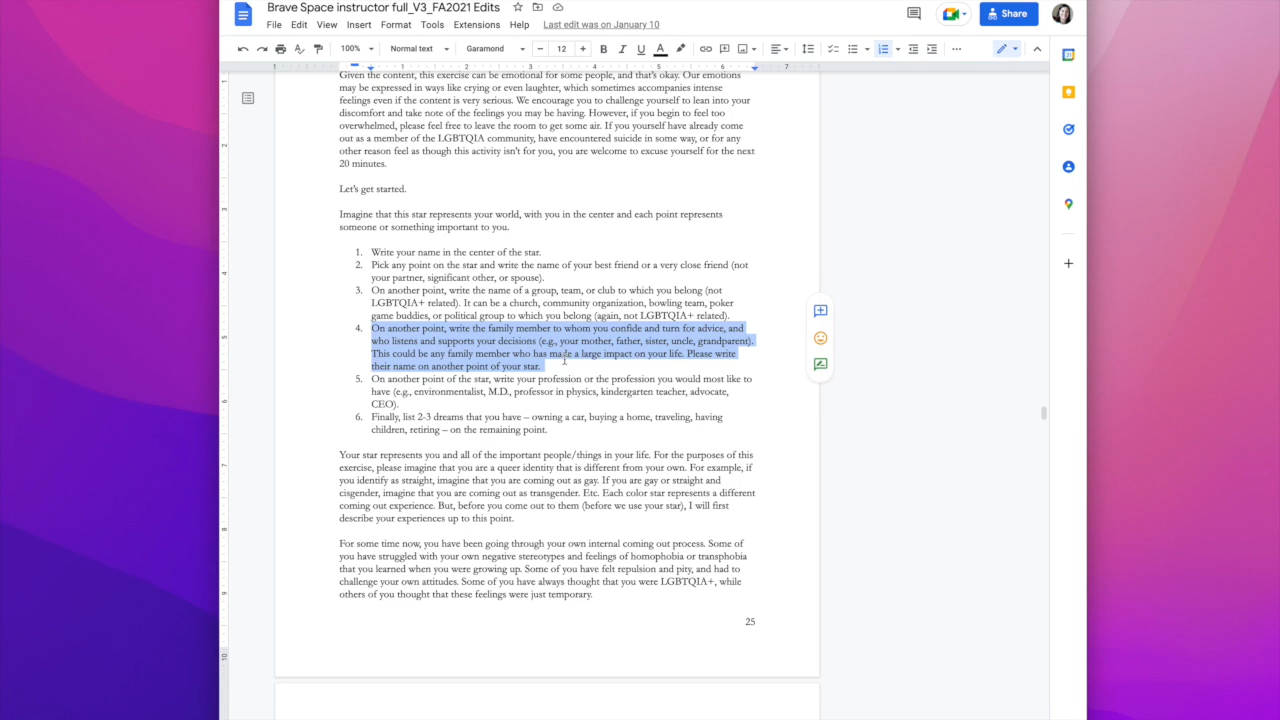 Brave Space instructor full_V3_FA2021 Edits
File Edit View Insert Format Tools Extensions Help Last edit was on January 10
Share
100% Normal text Garamond 12
1 1 2 3 4 5 6 7
Given the content, this exercise can be emotional for some people, and that's okay. Our emotions
may be expressed in ways like crying or even laughter, which sometimes accompanies intense
feelings even if the content is very serious. We encourage you to challenge yourself to lean into your
discomfort and take note of the feelings you may be having. However, if you begin to feel too
overwhelmed, please feel free to leave the room to get some air. If you yourself have already come
out as a member of the LGBTQIA community, have encountered suicide in some way, or for any
other reason feel as though this activity isn't for you, you are welcome to excuse yourself for the next
20 minutes.
Let's get started.
Imagine that this star represents your world, with you in the center and each point represents
someone or something important to you.
1. Write your name in the center of the star.
2. Pick any point on the star and write the name of your best friend or a very close friend (not
your partner, significant other, or spouse).
3. On another point, write the name of a group, team, or club to which you belong (not
LGBTQIA+ related). It can be a church, community organization, bowling team, poker
game buddies, or political group to which you belong (again, not LGBTQIA+ related).
4. On another point, write the family member to whom you confide and turn for advice, and
who listens and supports your decisions (e.g., your mother, father, sister, uncle, grandparent).
This could be any family member who has made a large impact on your life. Please write
their name on another point of your star.
5. On another point of the star, write your profession or the profession you would most like to
have (e.g., environmentalist, M.D., professor in physics, kindergarten teacher, advocate,
CEO).
6. Finally, list 2-3 dreams that you have – owning a car, buying a home, traveling, having
children, retiring – on the remaining point.
Your star represents you and all of the important people/things in your life. For the purposes of this
exercise, please imagine that you are a queer identity that is different from your own. For example, if
you identify as straight, imagine that you are coming out as gay. If you are gay or straight and
cisgender, imagine that you are coming out as transgender. Etc. Each color star represents a different
coming out experience. But, before you come out to them (before we use your star), I will first
describe your experiences up to this point.
For some time now, you have been going through your own internal coming out process. Some of
you have struggled with your own negative stereotypes and feelings of homophobia or transphobia
that you learned when you were growing up. Some of you have felt repulsion and pity, and had to
challenge your own attitudes. Some of you have always thought that you were LGBTQIA+, while
others of you thought that these feelings were just temporary.
25